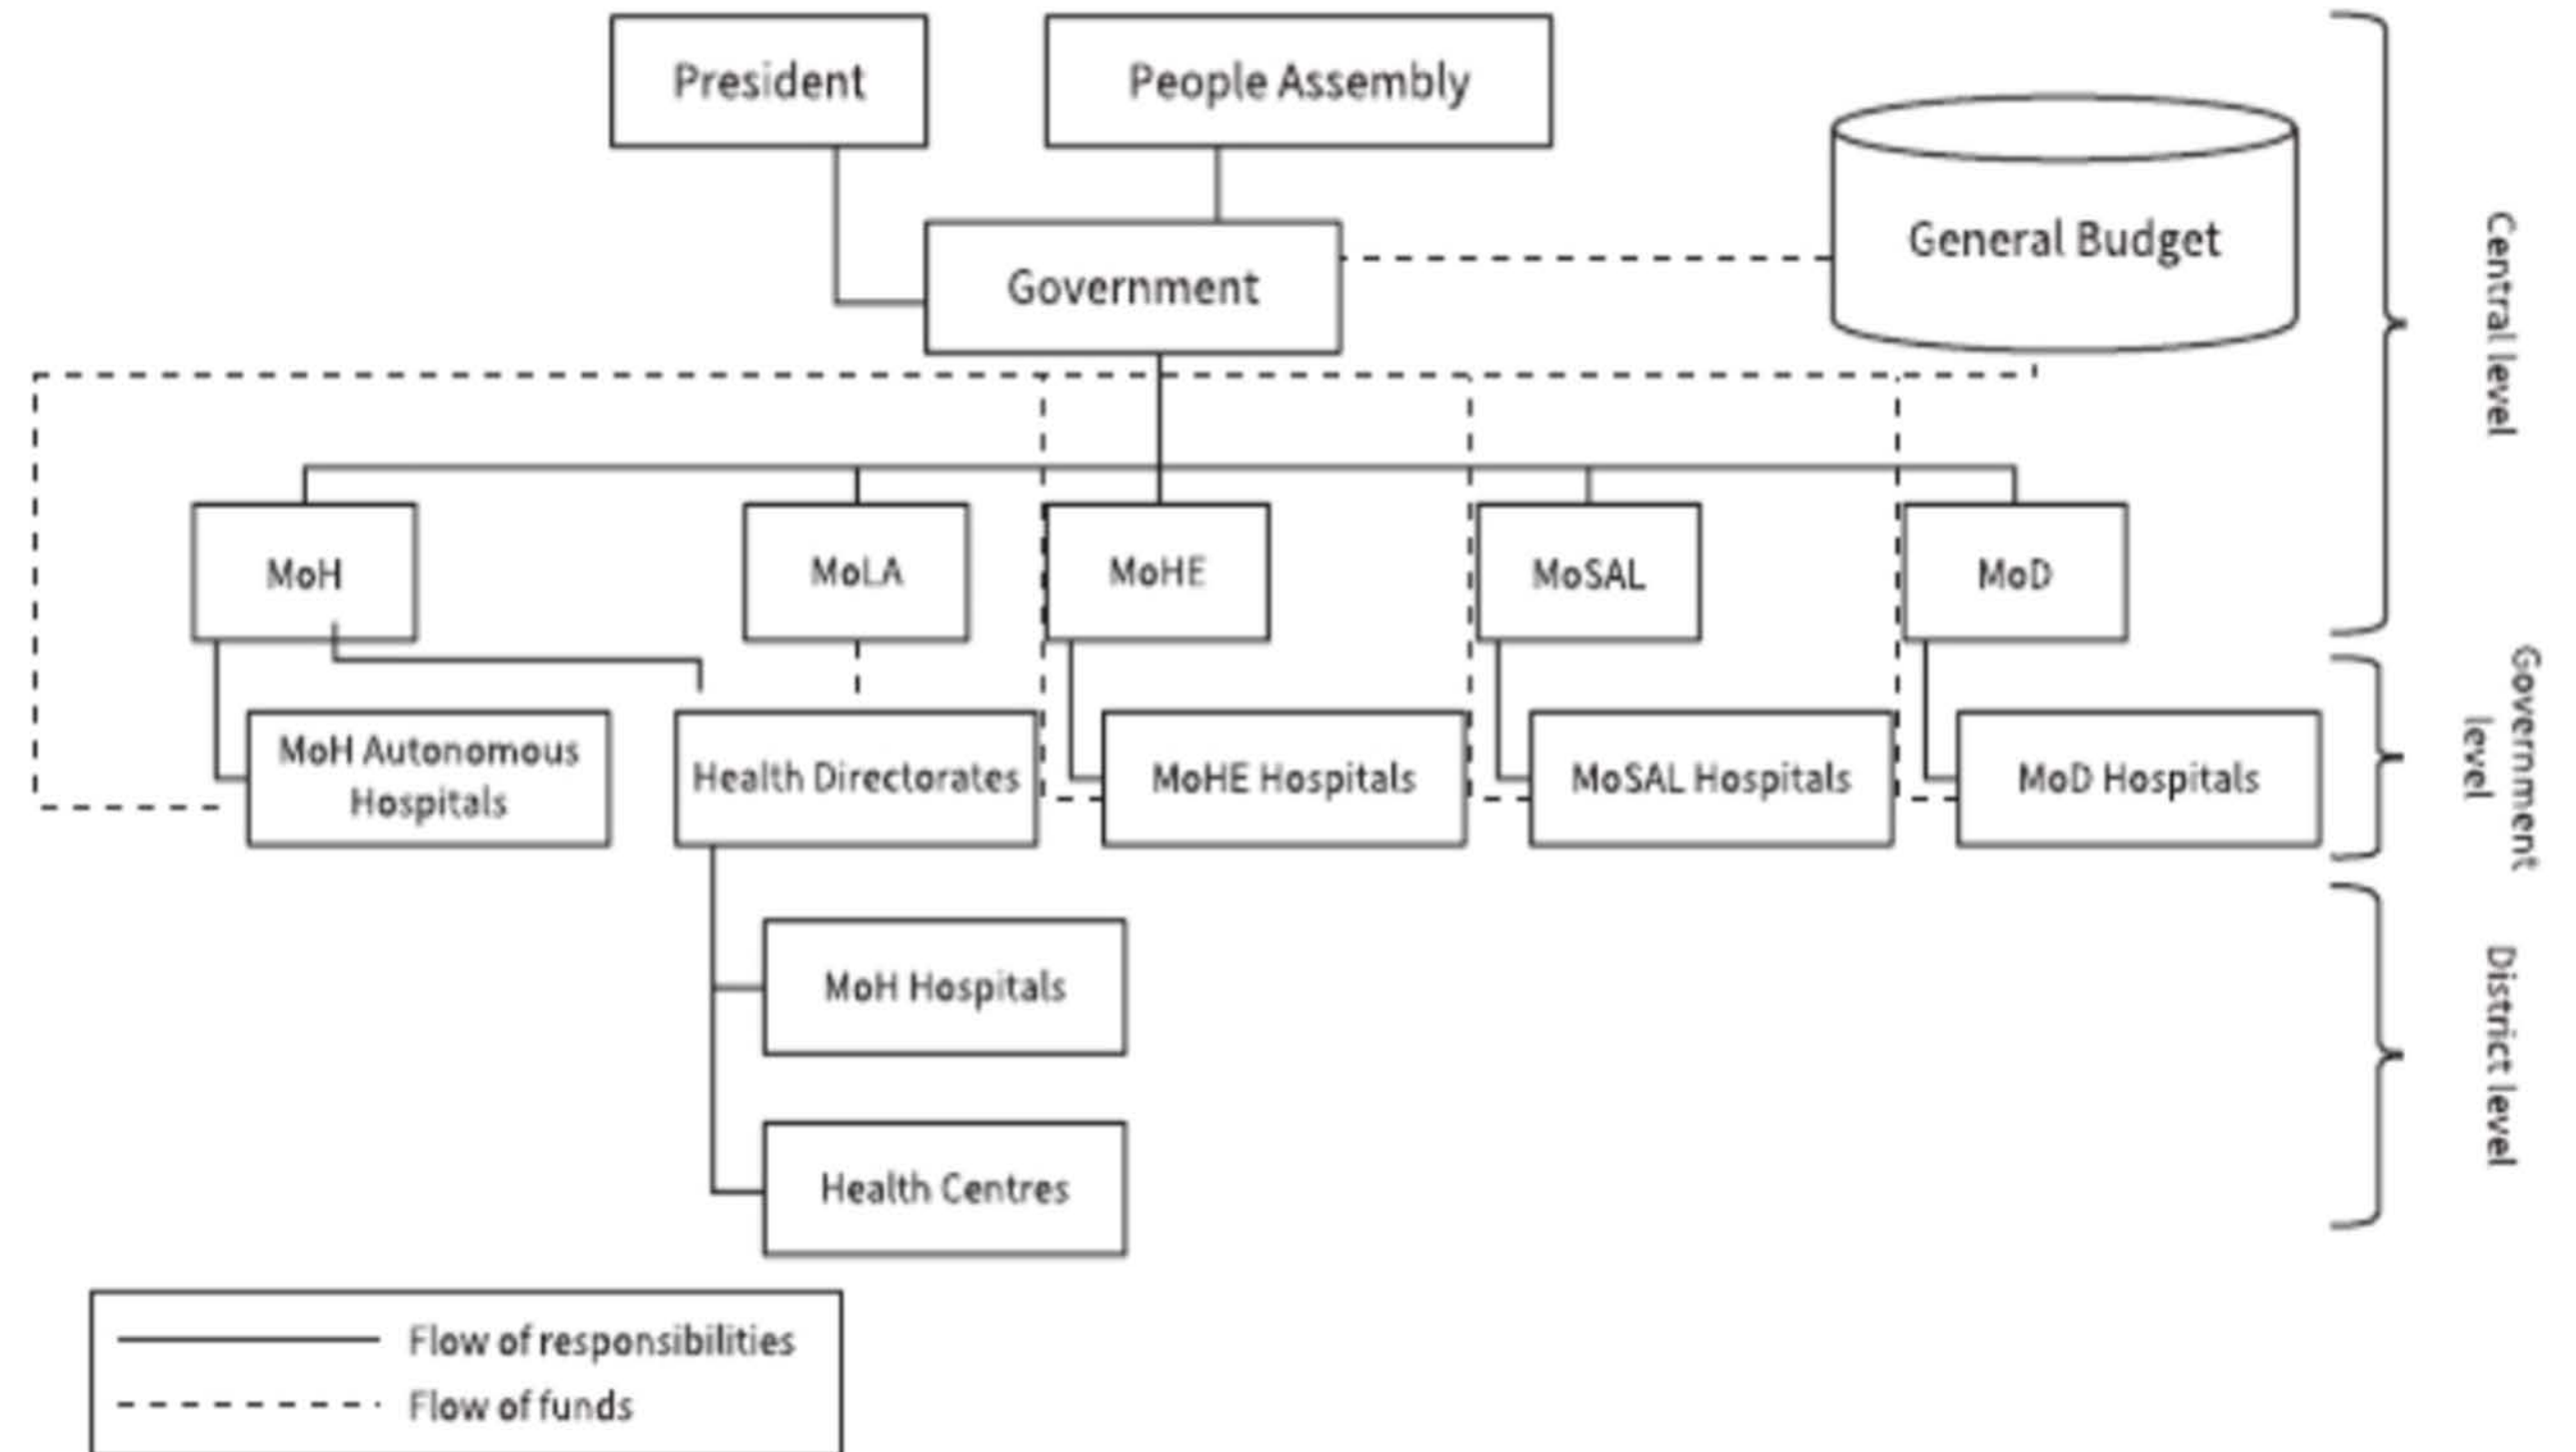 President
People Assembly
General Budget
Government
Central level
MoH
MoLA
MoHE
MoSAL
MoD
Government
level
MoH Autonomous
Hospitals
Health Directorates
MoHE Hospitals
MoSAL Hospitals
MoD Hospitals
MoH Hospitals
District level
Health Centres
Flow of responsibilities
Flow of funds